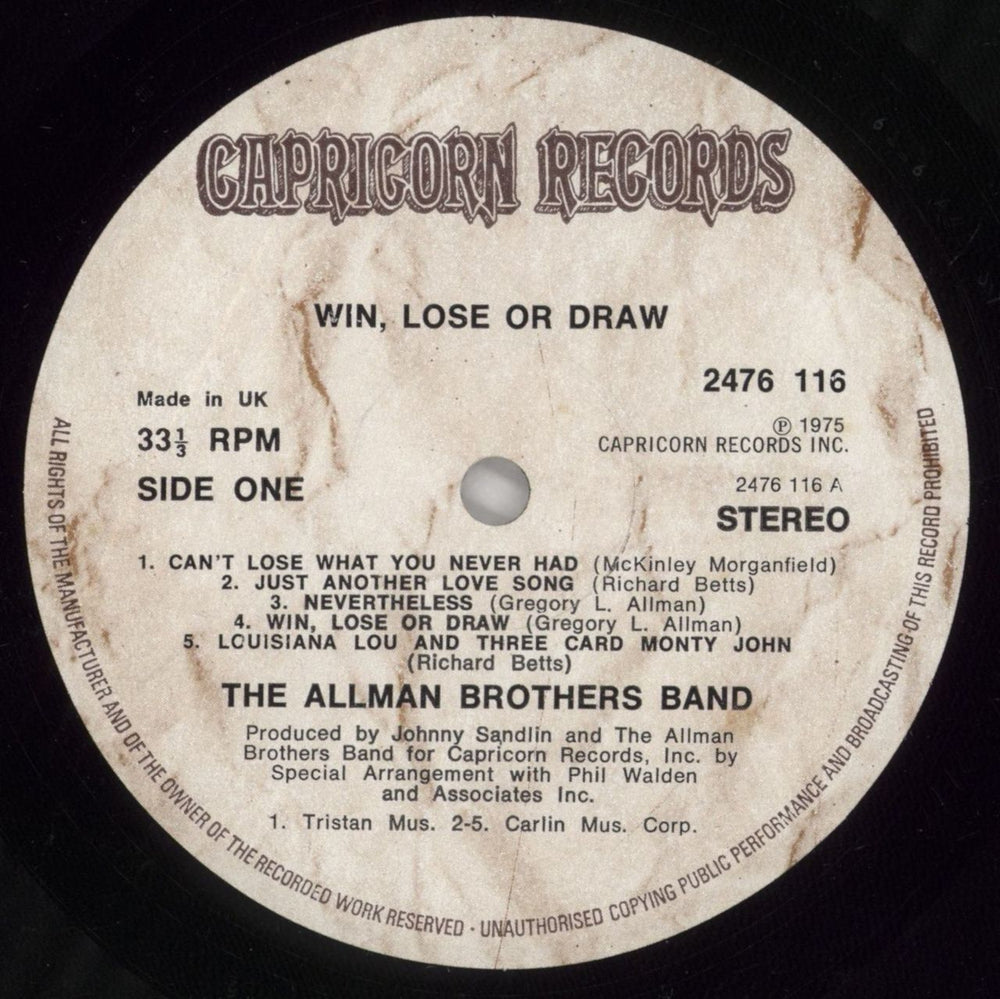 CAPRICORN RECORDS
WIN, LOSE OR DRAW
2476 116
Made in UK
33⅓ RPM
SIDE ONE
℗ 1975
CAPRICORN RECORDS INC.
2476 116 A
STEREO
1. CAN'T LOSE WHAT YOU NEVER HAD (McKinley Morganfield)
2. JUST ANOTHER LOVE SONG (Richard Betts)
3. NEVERTHELESS (Gregory L. Allman)
4. WIN, LOSE OR DRAW (Gregory L. Allman)
5. LOUISIANA LOU AND THREE CARD MONTY JOHN
(Richard Betts)
THE ALLMAN BROTHERS BAND
Produced by Johnny Sandlin and The Allman
Brothers Band for Capricorn Records, Inc. by
Special Arrangement with Phil Walden
and Associates Inc.
1. Tristan Mus. 2-5. Carlin Mus. Corp.
ALL RIGHTS OF THE MANUFACTURER AND OF THE OWNER OF THE RECORDED WORK RESERVED · UNAUTHORISED COPYING PUBLIC PERFORMANCE AND BROADCASTING OF THIS RECORD PROHIBITED